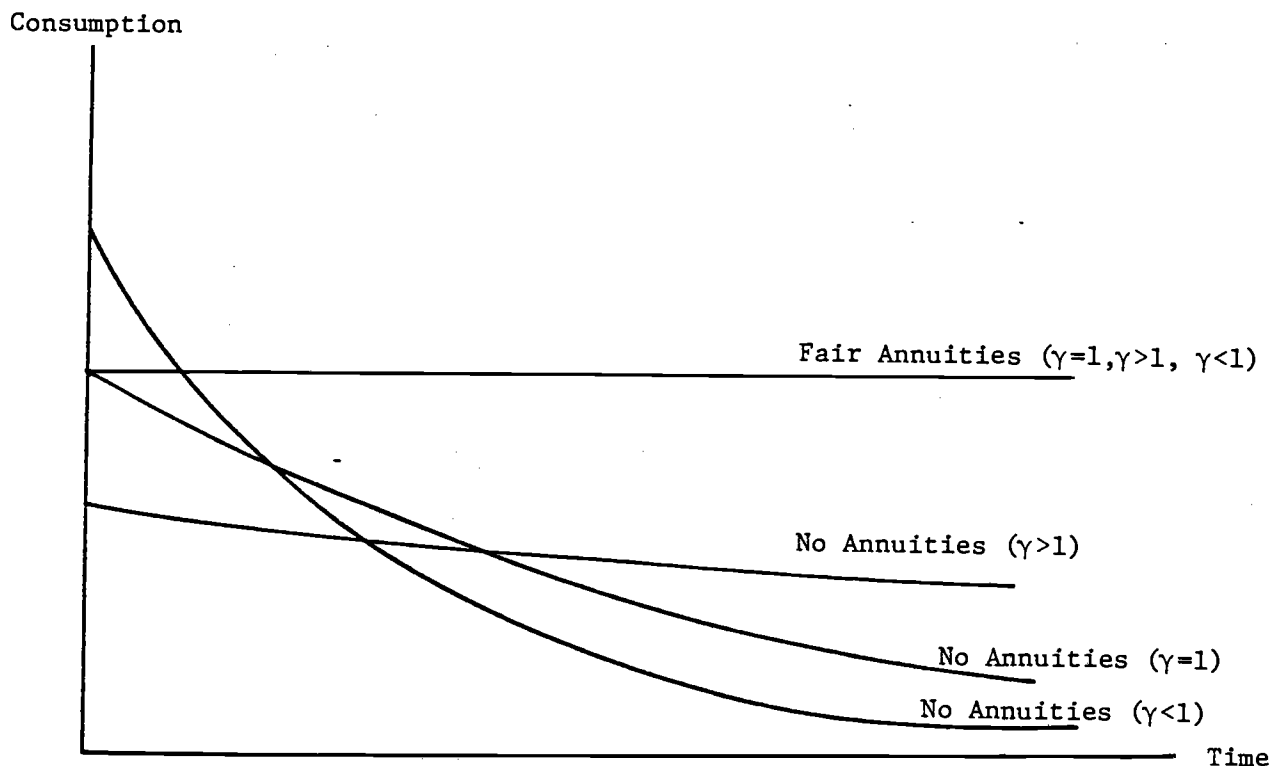 Consumption
Fair Annuities (γ=1,γ>1, γ<1)
No Annuities (γ>1)
No Annuities (γ=1)
No Annuities (γ<1)
Time